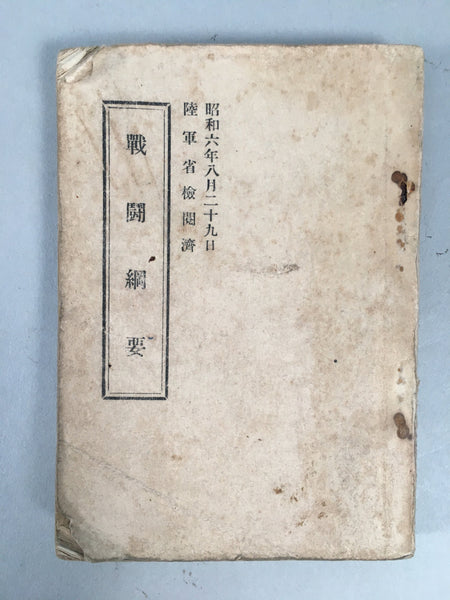 昭和六年八月二十九日
陸軍省檢閲濟
戰鬪綱要